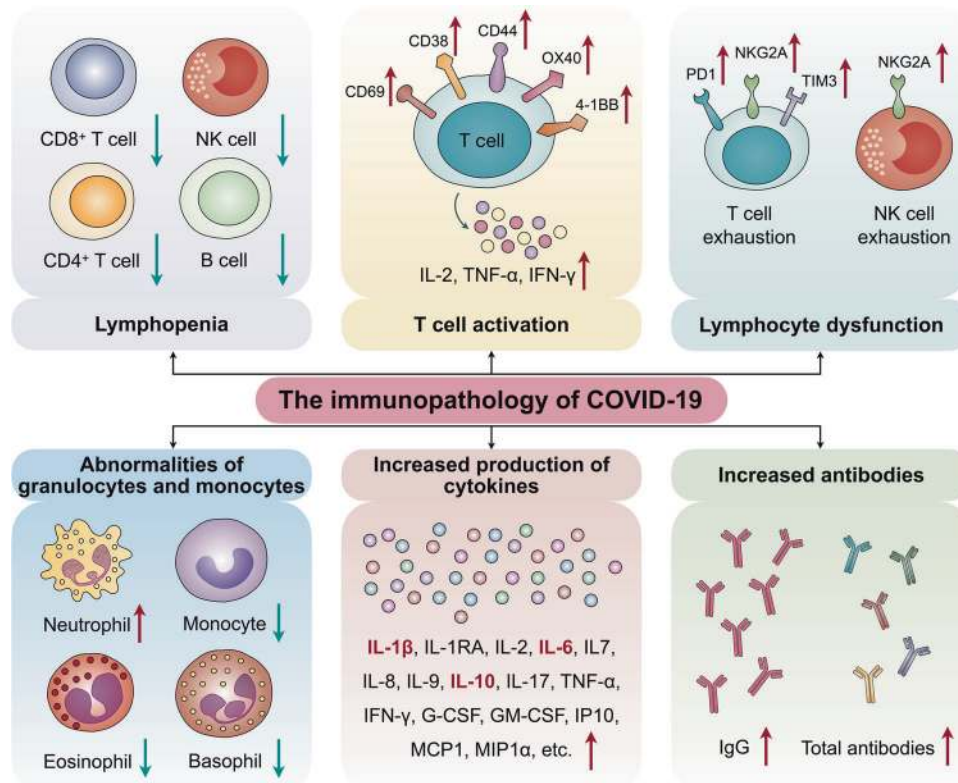 CD8⁺ T cell
NK cell
CD4⁺ T cell
B cell
Lymphopenia
CD69
CD38
CD44
OX40
4-1BB
T cell
IL-2, TNF-α, IFN-γ
T cell activation
PD1
NKG2A
TIM3
NKG2A
T cell
exhaustion
NK cell
exhaustion
Lymphocyte dysfunction
The immunopathology of COVID-19
Abnormalities of
granulocytes and monocytes
Neutrophil
Monocyte
Eosinophil
Basophil
Increased production of
cytokines
IL-1β, IL-1RA, IL-2, IL-6, IL7,
IL-8, IL-9, IL-10, IL-17, TNF-α,
IFN-γ, G-CSF, GM-CSF, IP10,
MCP1, MIP1α, etc.
Increased antibodies
IgG
Total antibodies